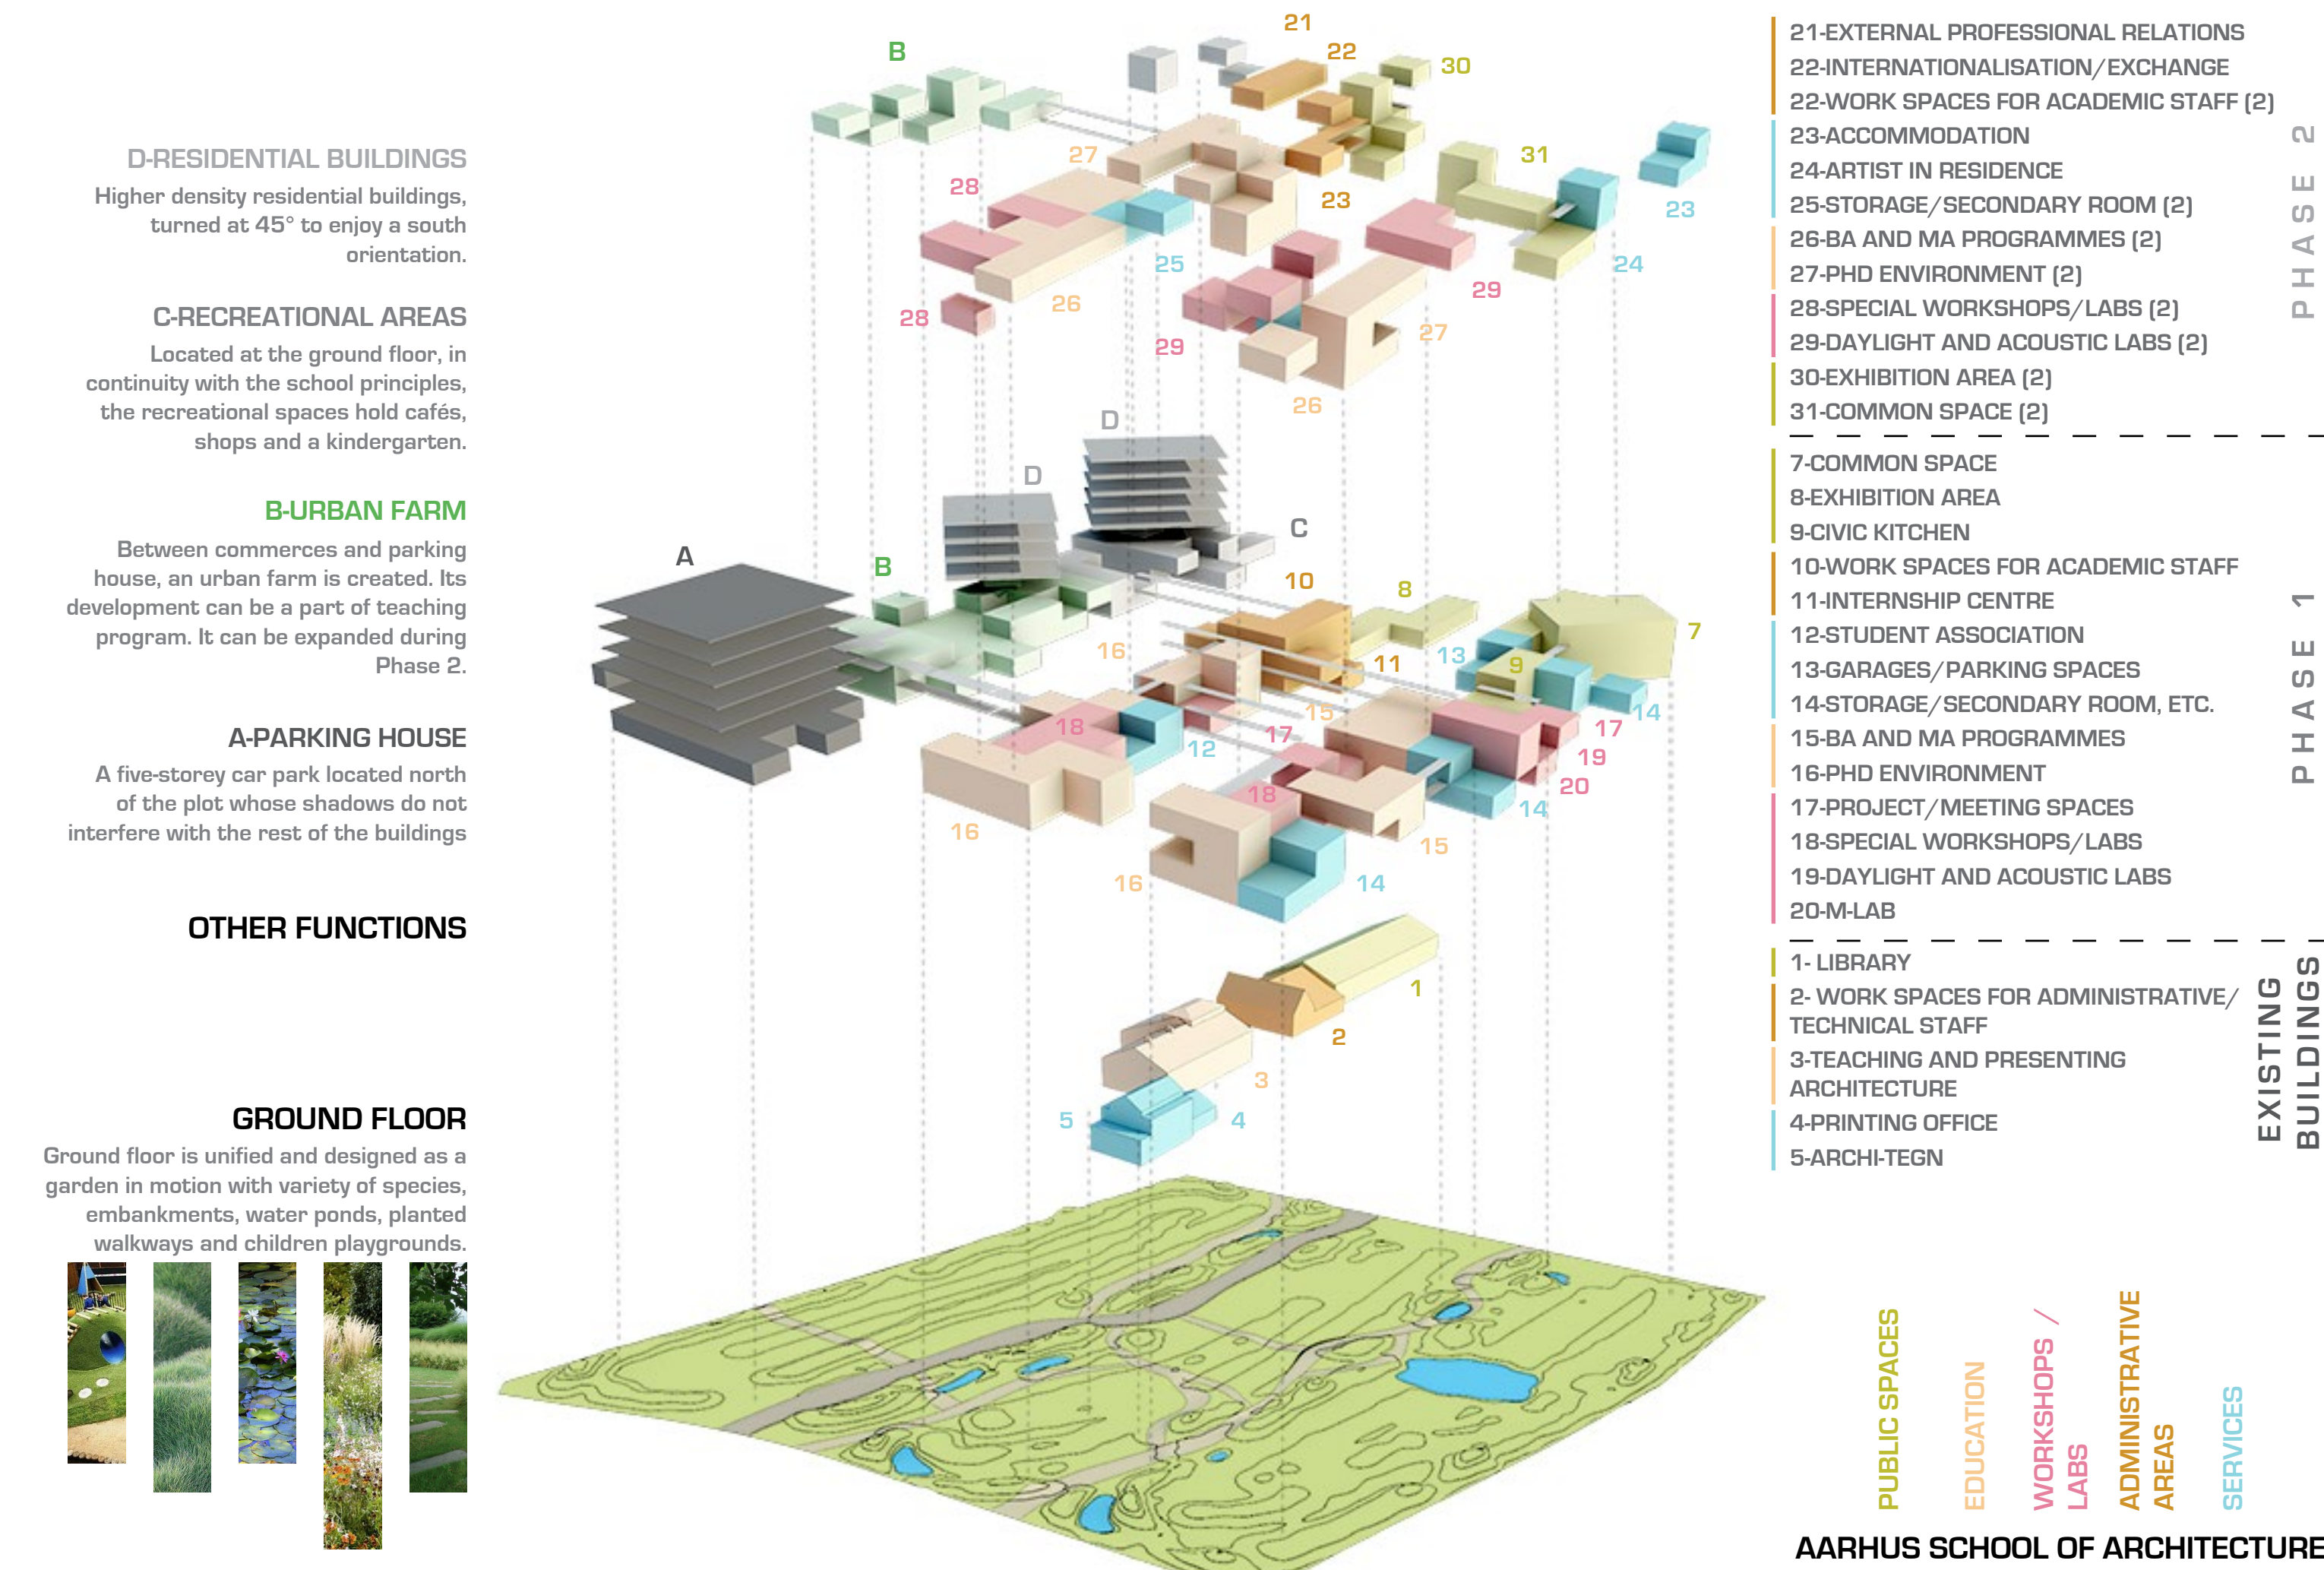 D-RESIDENTIAL BUILDINGS
Higher density residential buildings,
turned at 45° to enjoy a south
orientation.
C-RECREATIONAL AREAS
Located at the ground floor, in
continuity with the school principles,
the recreational spaces hold cafés,
shops and a kindergarten.
B-URBAN FARM
Between commerces and parking
house, an urban farm is created. Its
development can be a part of teaching
program. It can be expanded during
Phase 2.
A-PARKING HOUSE
A five-storey car park located north
of the plot whose shadows do not
interfere with the rest of the buildings
OTHER FUNCTIONS
GROUND FLOOR
Ground floor is unified and designed as a
garden in motion with variety of species,
embankments, water ponds, planted
walkways and children playgrounds.
21
B
22
30
27
31
28
23
23
25
24
29
26
28
27
29
26
D
D
C
A
B
10
8
7
16
13
11
9
15
14
18
17
17
12
19
20
18
14
16
15
16
14
1
2
3
5
4
21-EXTERNAL PROFESSIONAL RELATIONS
22-INTERNATIONALISATION/EXCHANGE
22-WORK SPACES FOR ACADEMIC STAFF (2)
23-ACCOMMODATION
24-ARTIST IN RESIDENCE
25-STORAGE/SECONDARY ROOM (2)
26-BA AND MA PROGRAMMES (2)
27-PHD ENVIRONMENT (2)
28-SPECIAL WORKSHOPS/LABS (2)
29-DAYLIGHT AND ACOUSTIC LABS (2)
30-EXHIBITION AREA (2)
31-COMMON SPACE (2)
PHASE 2
7-COMMON SPACE
8-EXHIBITION AREA
9-CIVIC KITCHEN
10-WORK SPACES FOR ACADEMIC STAFF
11-INTERNSHIP CENTRE
12-STUDENT ASSOCIATION
13-GARAGES/PARKING SPACES
14-STORAGE/SECONDARY ROOM, ETC.
15-BA AND MA PROGRAMMES
16-PHD ENVIRONMENT
17-PROJECT/MEETING SPACES
18-SPECIAL WORKSHOPS/LABS
19-DAYLIGHT AND ACOUSTIC LABS
20-M-LAB
PHASE 1
1- LIBRARY
2- WORK SPACES FOR ADMINISTRATIVE/
TECHNICAL STAFF
3-TEACHING AND PRESENTING
ARCHITECTURE
4-PRINTING OFFICE
5-ARCHI-TEGN
EXISTING
BUILDINGS
PUBLIC SPACES
EDUCATION
WORKSHOPS /
LABS
ADMINISTRATIVE
AREAS
SERVICES
AARHUS SCHOOL OF ARCHITECTURE